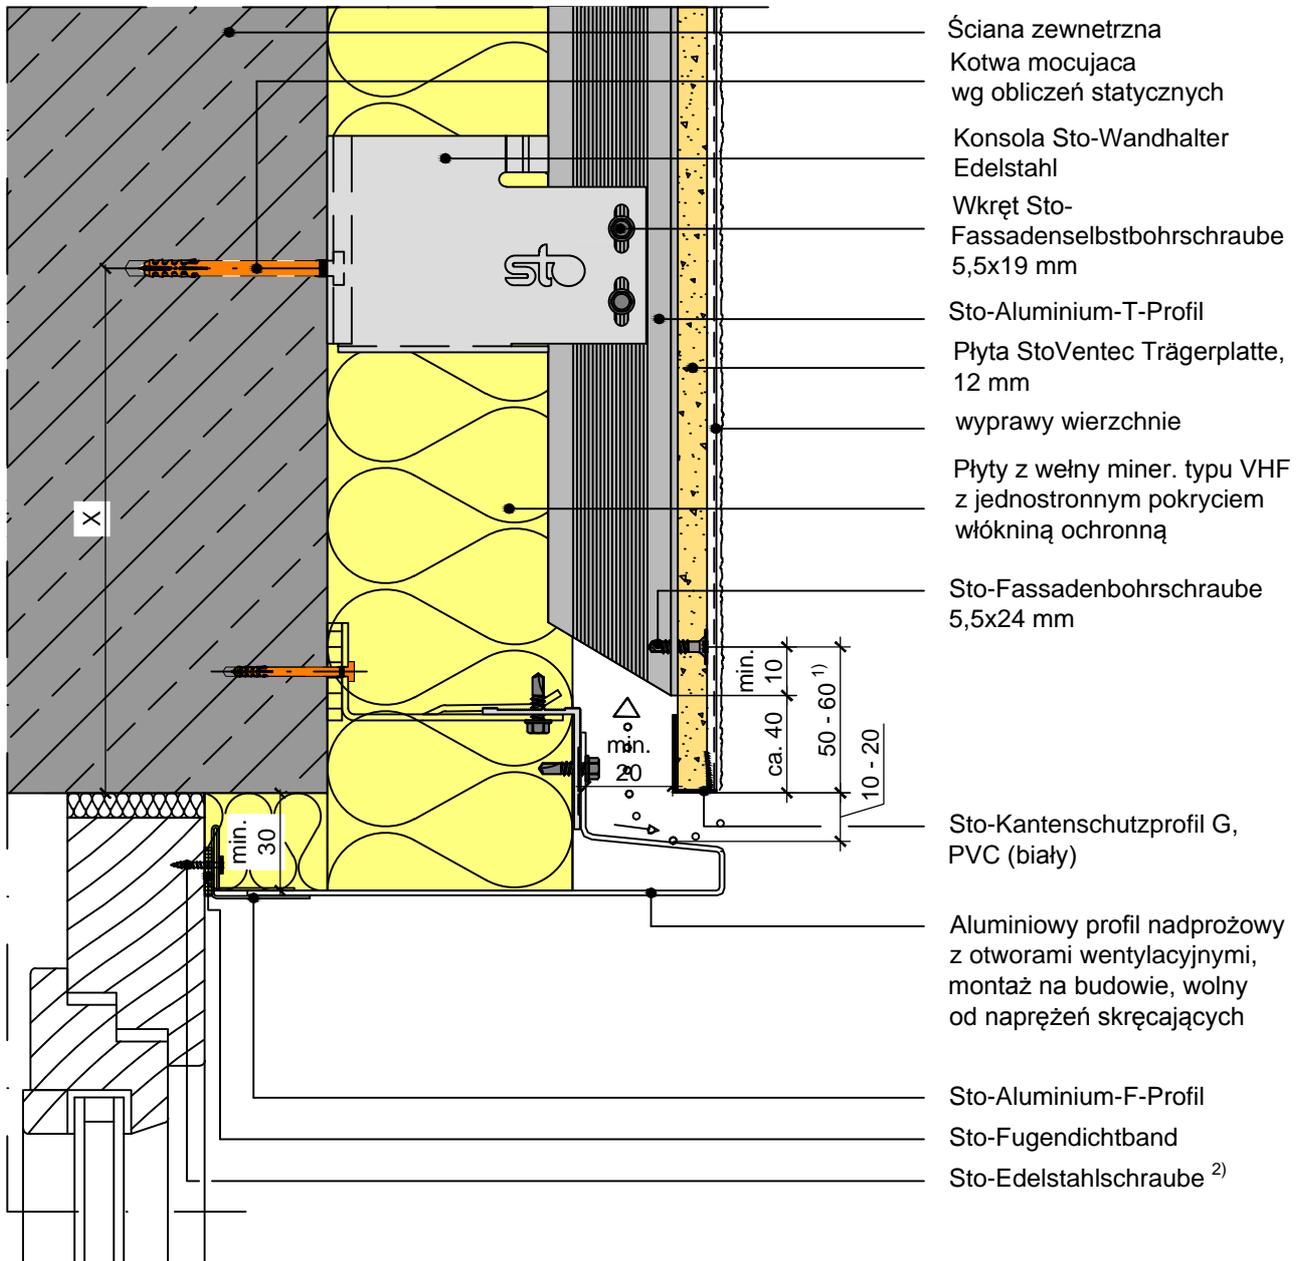 Ściana zewnetrzna
Kotwa mocujaca
wg obliczeń statycznych
Konsola Sto-Wandhalter
Edelstahl
Wkręt Sto-
Fassadenselbstbohrschraube
5,5x19 mm
sto
Sto-Aluminium-T-Profil
Płyta StoVentec Trägerplatte,
12 mm
wyprawy wierzchnie
Płyty z wełny miner. typu VHF
z jednostronnym pokryciem
włókniną ochronną
X
Sto-Fassadenbohrschraube
5,5x24 mm
min.
10
ca. 40
50 - 60 1)
10 - 20
min.
20
min.
30
Sto-Kantenschutzprofil G,
PVC (biały)
Aluminiowy profil nadprożowy
z otworami wentylacyjnymi,
montaż na budowie, wolny
od naprężeń skręcających
Sto-Aluminium-F-Profil
Sto-Fugendichtband
Sto-Edelstahlschraube 2)